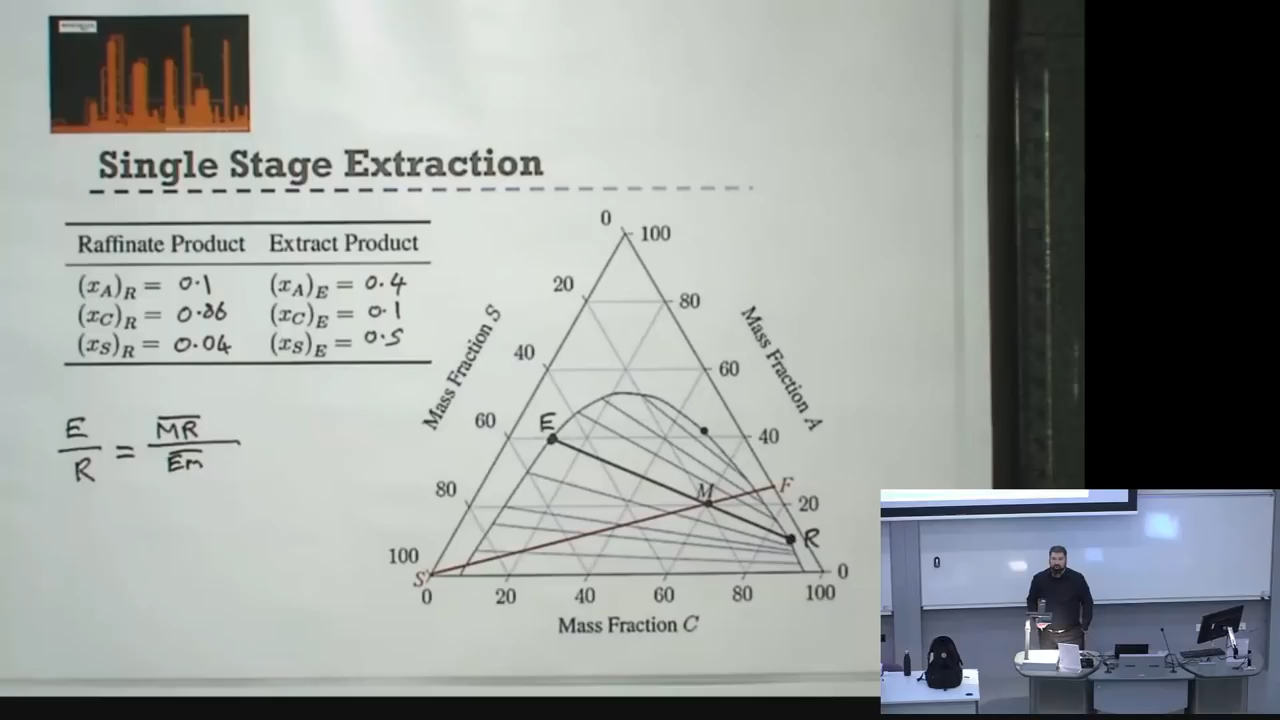 Single Stage Extraction
Raffinate Product Extract Product
(x_A)_R = 0.1 (x_A)_E = 0.4
(x_C)_R = 0.86 (x_C)_E = 0.1
(x_S)_R = 0.04 (x_S)_E = 0.5
E/R = MR/Em
0
100
20
80
Mass Fraction S
Mass Fraction A
40
60
60
E
40
80
M
F
20
R
100
S
0
0
20
40
60
80
100
Mass Fraction C